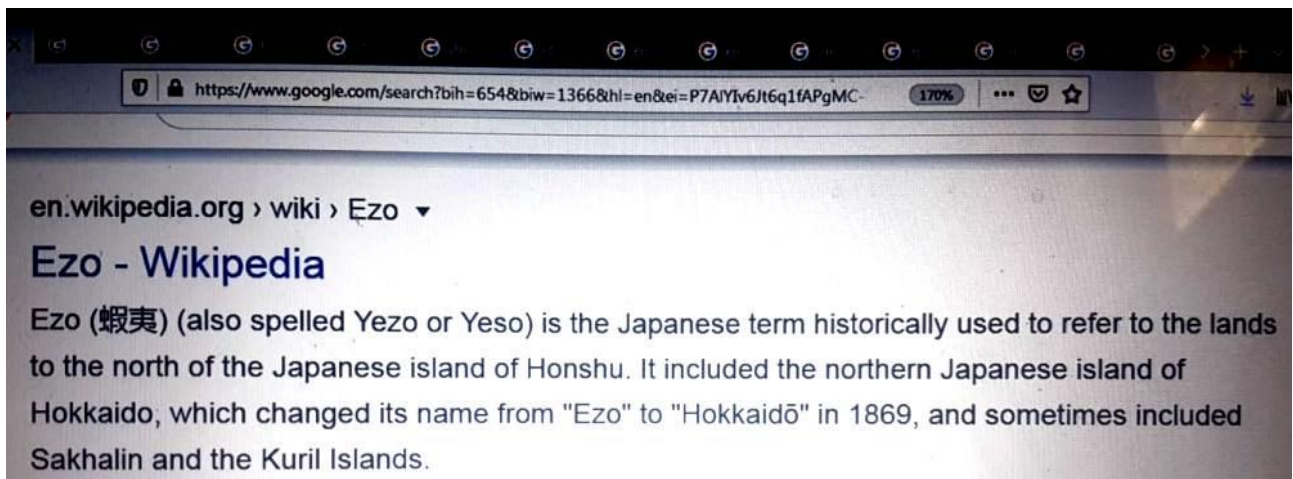 https://www.google.com/search?bih=654&biw=1366&hl=en&ei=P7AlYIv6Jt6q1fAPgMC- 170%
en.wikipedia.org › wiki › Ezo
Ezo - Wikipedia
Ezo (蝦夷) (also spelled Yezo or Yeso) is the Japanese term historically used to refer to the lands
to the north of the Japanese island of Honshu. It included the northern Japanese island of
Hokkaido, which changed its name from "Ezo" to "Hokkaidō" in 1869, and sometimes included
Sakhalin and the Kuril Islands.